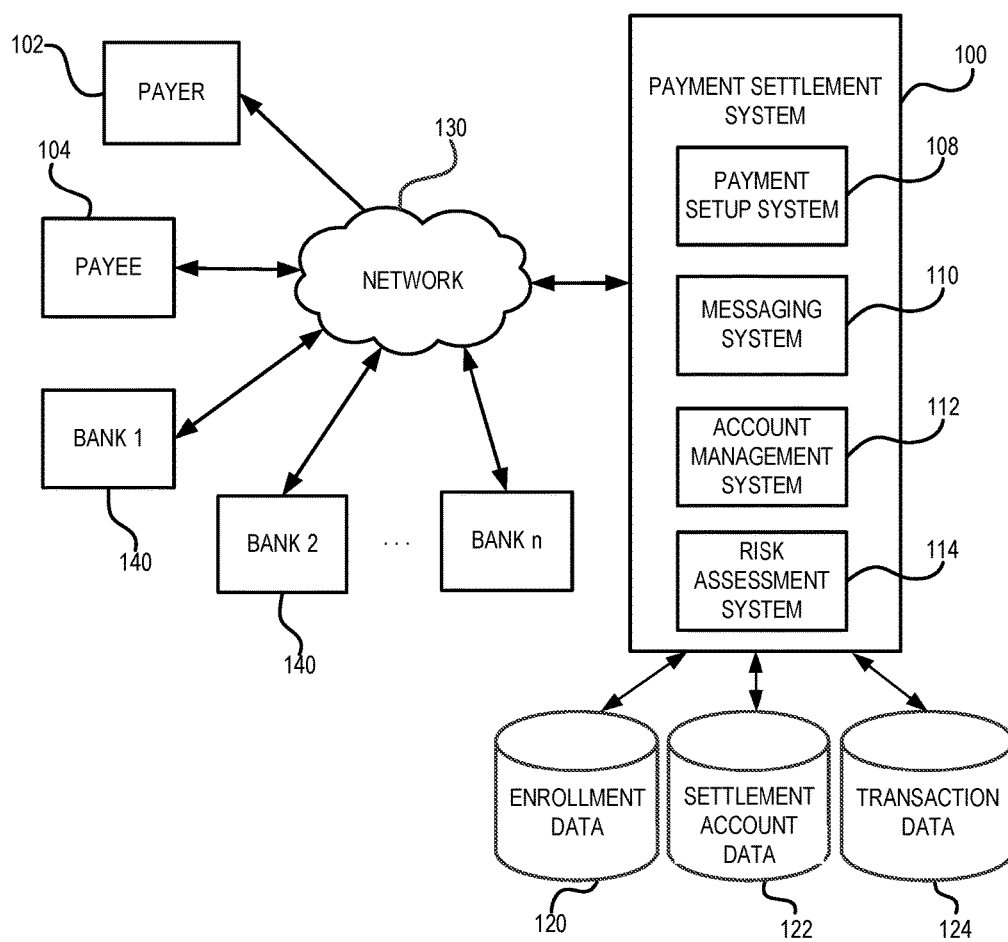 102
PAYER
104
PAYEE
130
NETWORK
BANK 1
140
BANK 2
140
. . .
BANK n
PAYMENT SETTLEMENT
SYSTEM
100
PAYMENT
SETUP SYSTEM
108
MESSAGING
SYSTEM
110
ACCOUNT
MANAGEMENT
SYSTEM
112
RISK
ASSESSMENT
SYSTEM
114
ENROLLMENT
DATA
120
SETTLEMENT
ACCOUNT
DATA
122
TRANSACTION
DATA
124